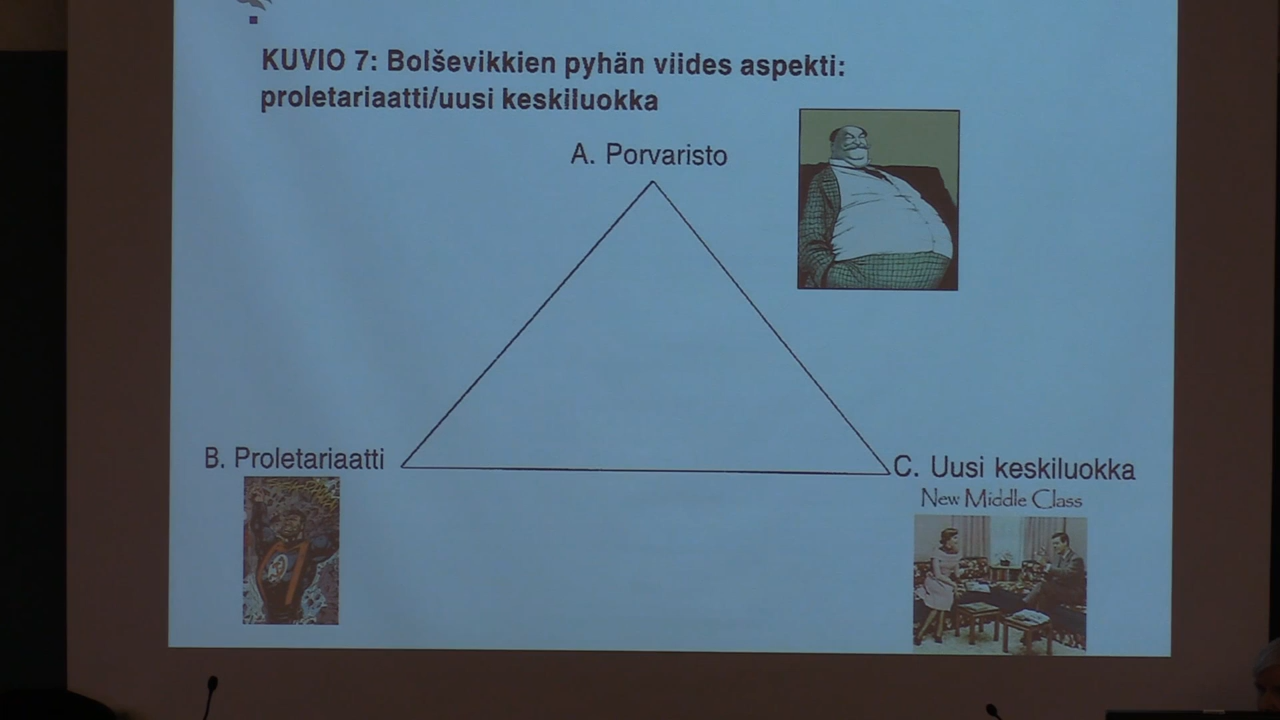 KUVIO 7: Bolševikkien pyhän viides aspekti:
proletariaatti/uusi keskiluokka
A. Porvaristo
B. Proletariaatti
C. Uusi keskiluokka
New Middle Class